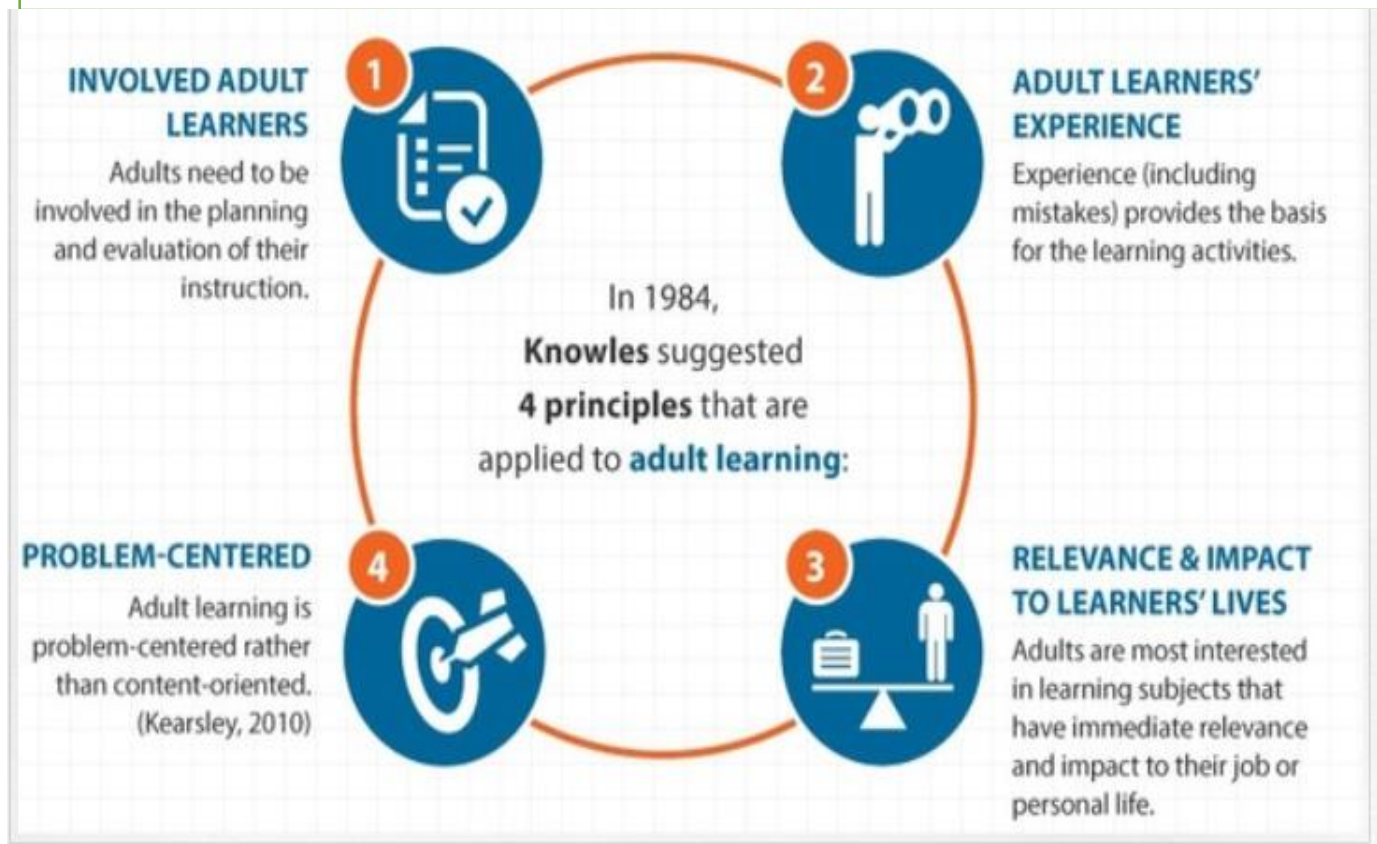 1
INVOLVED ADULT
LEARNERS
Adults need to be
involved in the planning
and evaluation of their
instruction.
2
ADULT LEARNERS’
EXPERIENCE
Experience (including
mistakes) provides the basis
for the learning activities.
In 1984,
Knowles suggested
4 principles that are
applied to adult learning:
3
RELEVANCE & IMPACT
TO LEARNERS’ LIVES
Adults are most interested
in learning subjects that
have immediate relevance
and impact to their job or
personal life.
4
PROBLEM-CENTERED
Adult learning is
problem-centered rather
than content-oriented.
(Kearsley, 2010)